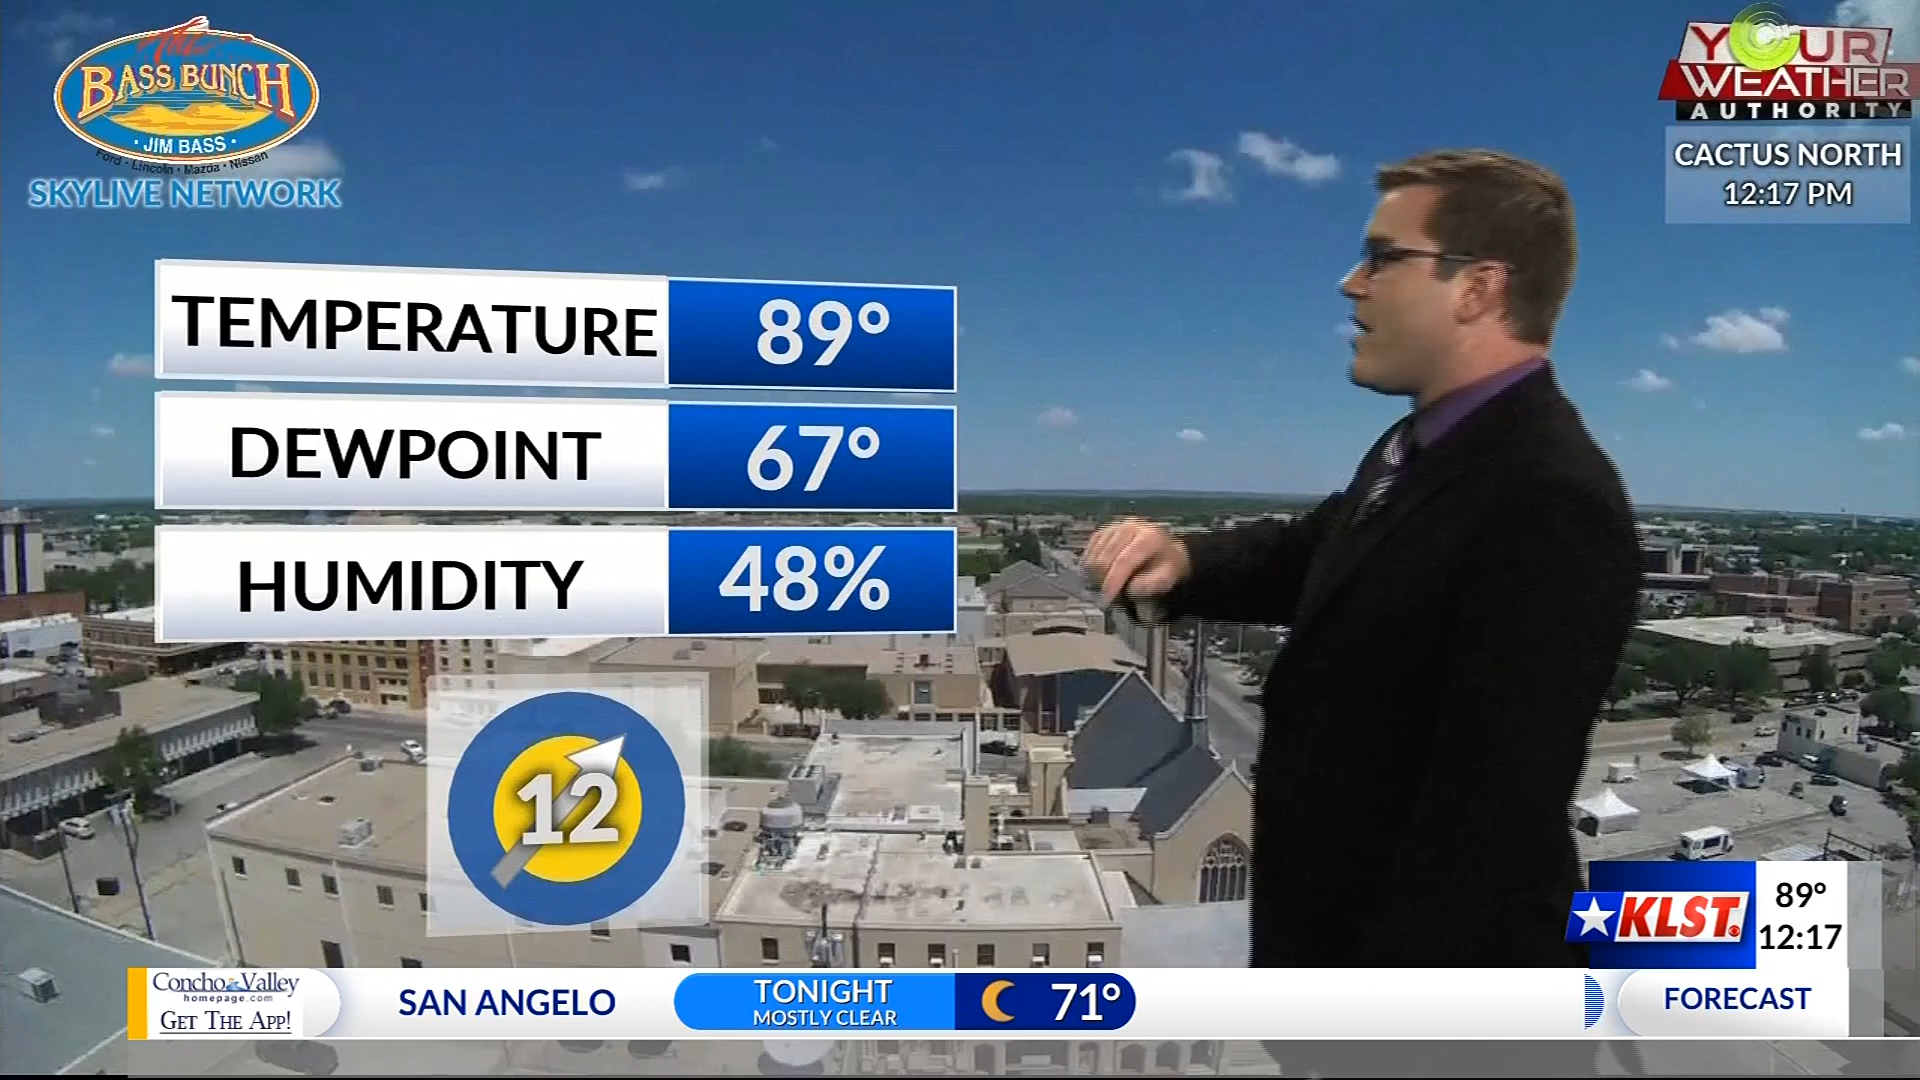 The
BASS BUNCH
• JIM BASS •
Ford • Lincoln • Mazda • Nissan
SKYLIVE NETWORK
YOUR
WEATHER
AUTHORITY
CACTUS NORTH
12:17 PM
TEMPERATURE 89°
DEWPOINT 67°
HUMIDITY 48%
12
KLST
89°
12:17
Concho Valley
homepage.com
GET THE APP!
SAN ANGELO
TONIGHT
MOSTLY CLEAR
71°
FORECAST